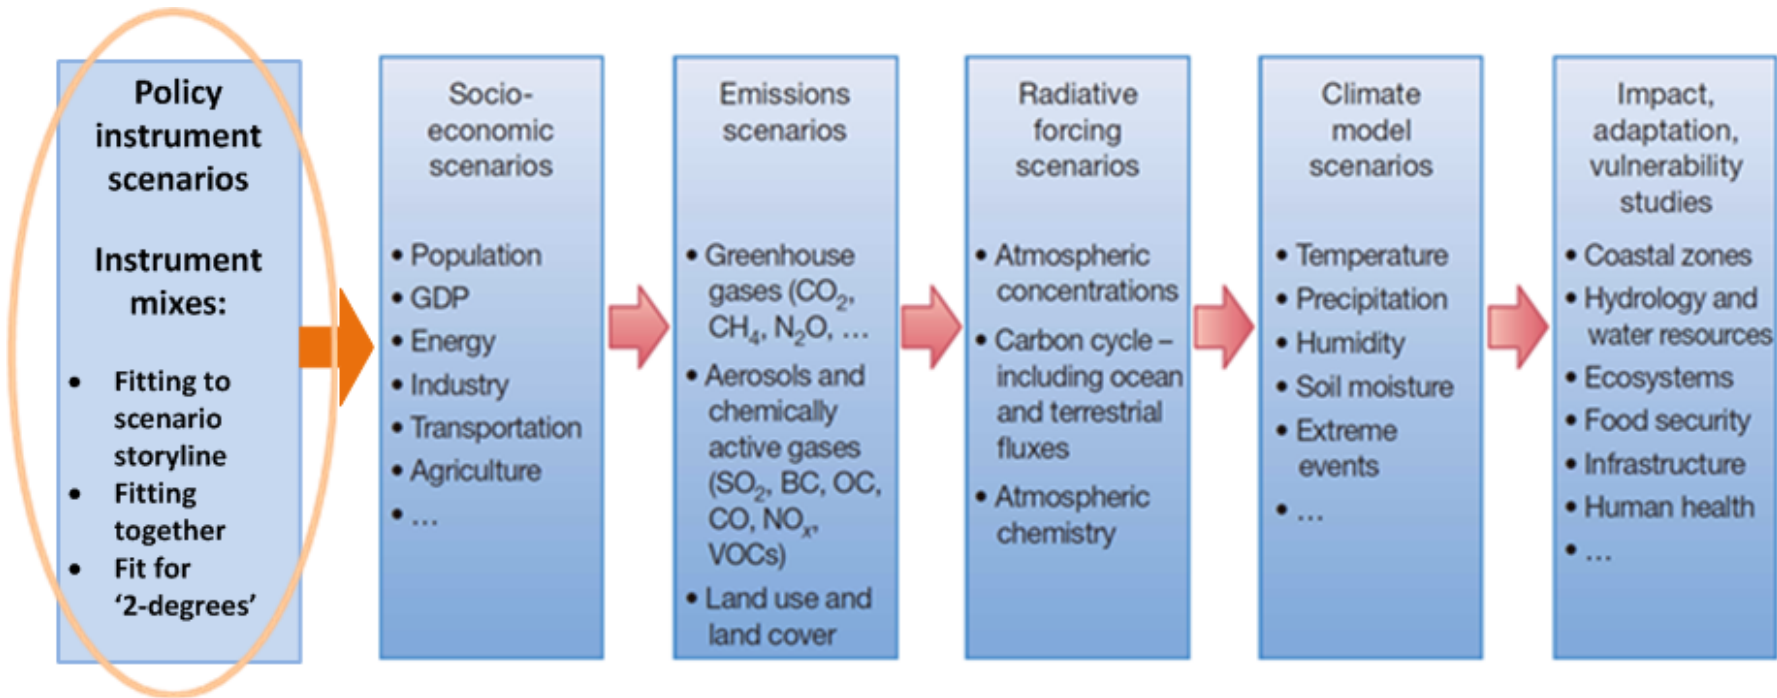 Policy
instrument
scenarios
Instrument
mixes:
• Fitting to
scenario
storyline
• Fitting
together
• Fit for
‘2-degrees’
Socio-
economic
scenarios
• Population
• GDP
• Energy
• Industry
• Transportation
• Agriculture
• …
Emissions
scenarios
• Greenhouse
gases (CO₂,
CH₄, N₂O, …
• Aerosols and
chemically
active gases
(SO₂, BC, OC,
CO, NOₓ,
VOCs)
• Land use and
land cover
Radiative
forcing
scenarios
• Atmospheric
concentrations
• Carbon cycle –
including ocean
and terrestrial
fluxes
• Atmospheric
chemistry
Climate
model
scenarios
• Temperature
• Precipitation
• Humidity
• Soil moisture
• Extreme
events
• …
Impact,
adaptation,
vulnerability
studies
• Coastal zones
• Hydrology and
water resources
• Ecosystems
• Food security
• Infrastructure
• Human health
• …